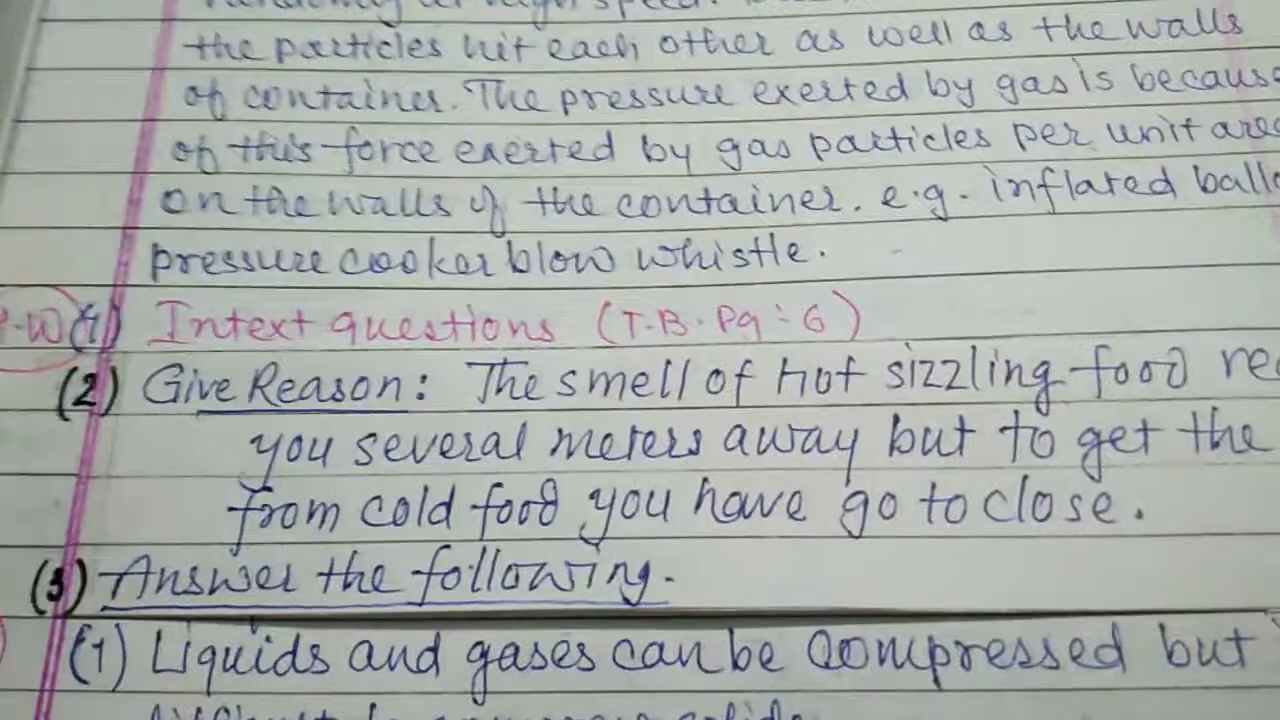 the particles hit each other as well as the walls
of container. The pressure exerted by gas is because
of this force exerted by gas particles per unit area
on the walls of the container. e.g. inflated
pressure cooker blow whistle.
(1) Intext questions (T.B. Pg: 6)
(2) Give Reason: The smell of hot sizzling food
you several meters away but to get the
from cold food you have go to close.
(3) Answer the following.
(1) Liquids and gases can be compressed but